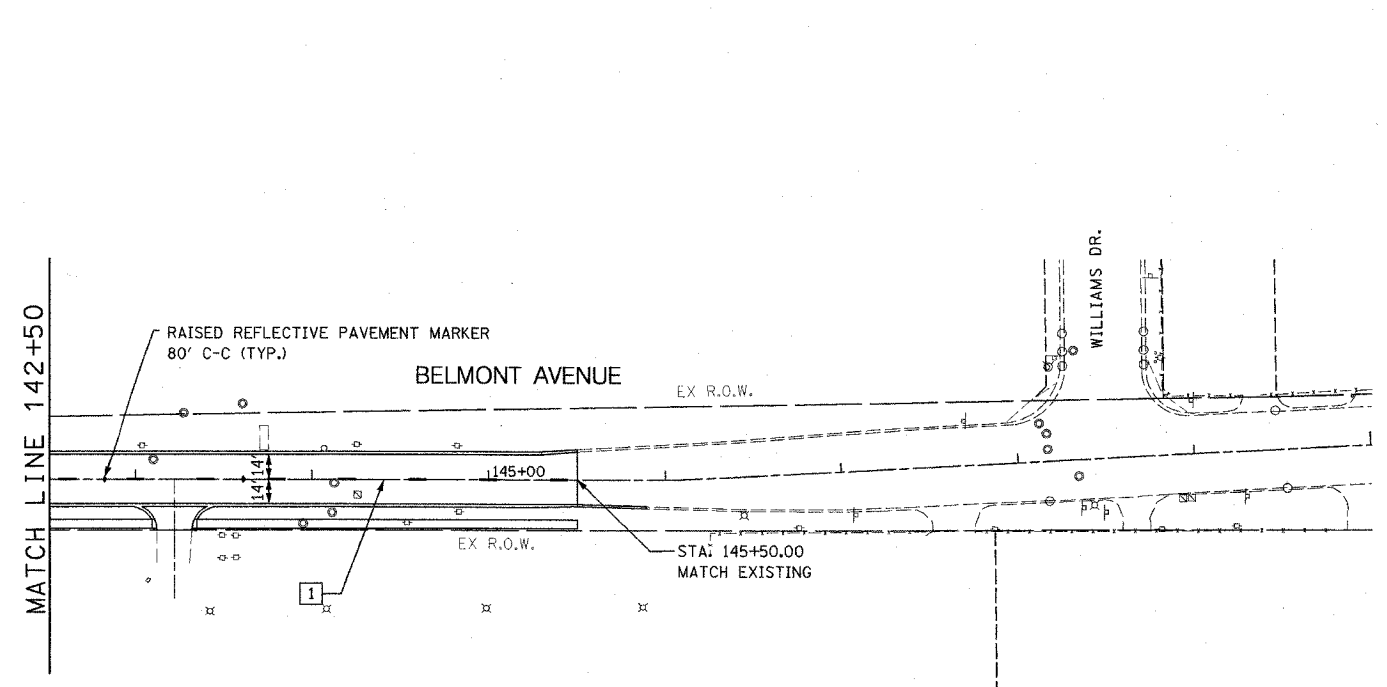 WILLIAMS DR.
MATCH LINE 142+50
RAISED REFLECTIVE PAVEMENT MARKER
80' C-C (TYP.)
BELMONT AVENUE
EX R.O.W.
14'
14'
145+00
EX R.O.W.
STA. 145+50.00
MATCH EXISTING
1